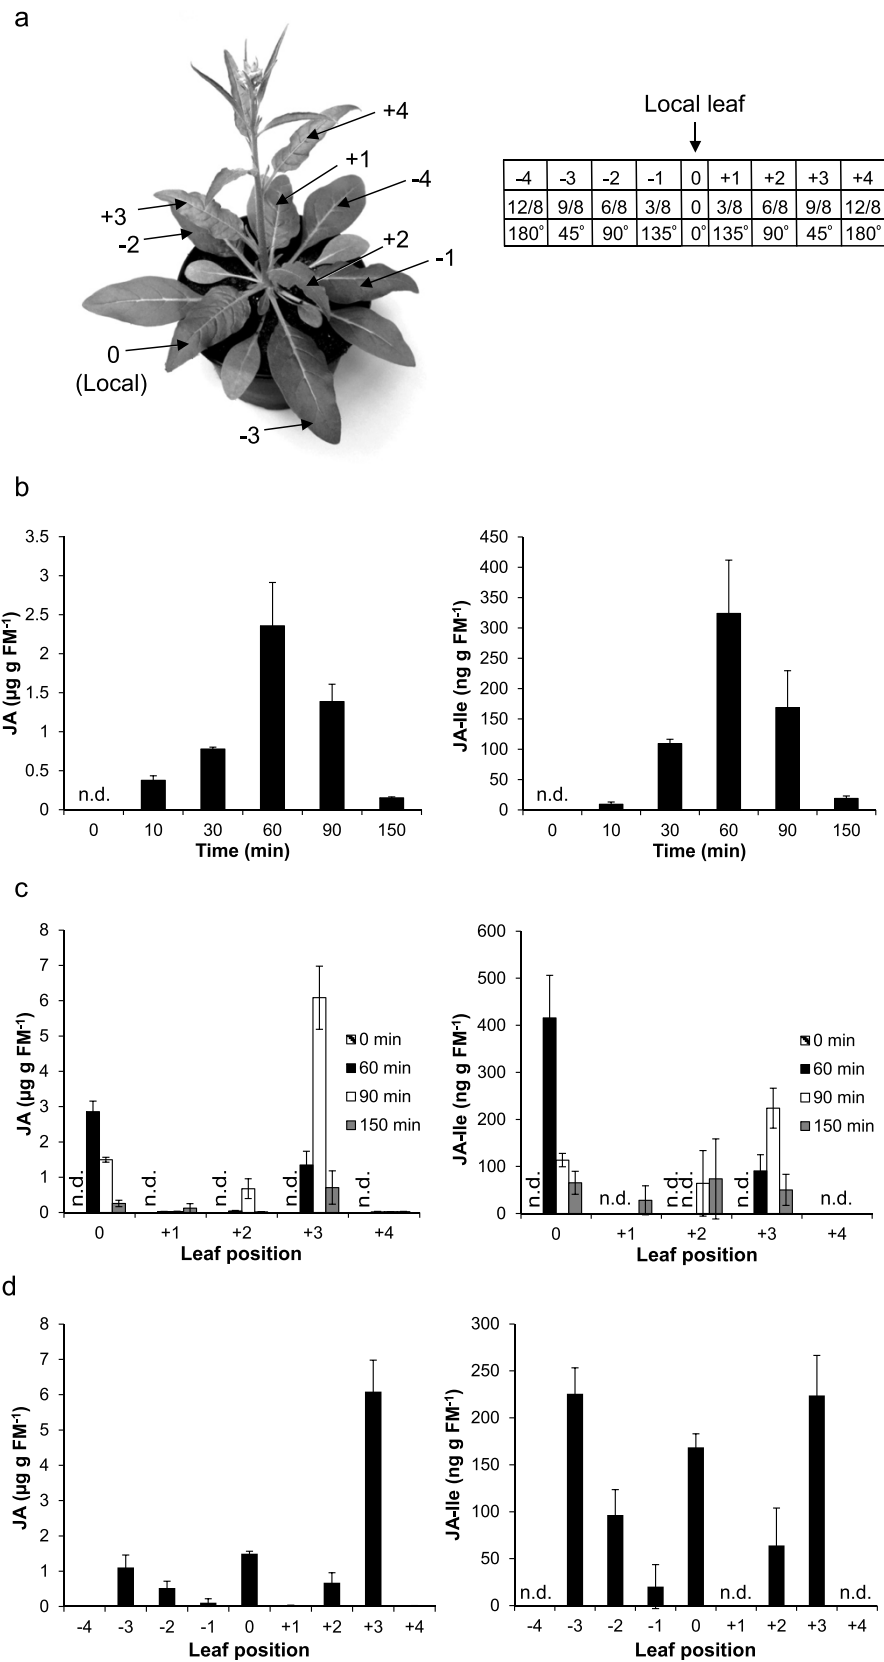 a
+4
+1
-4
+3
-2
+2
-1
0
(Local)
-3
Local leaf
-4 -3 -2 -1 0 +1 +2 +3 +4
12/8 9/8 6/8 3/8 0 3/8 6/8 9/8 12/8
180° 45° 90° 135° 0° 135° 90° 45° 180°
b
JA (µg g FM⁻¹)
3.5
3
2.5
2
1.5
1
0.5
0
n.d.
0 10 30 60 90 150
Time (min)
JA-Ile (ng g FM⁻¹)
450
400
350
300
250
200
150
100
50
0
n.d.
0 10 30 60 90 150
Time (min)
c
JA (µg g FM⁻¹)
8
7
6
5
4
3
2
1
0
n.d.
n.d.
n.d.
n.d.
n.d.
0 min
60 min
90 min
150 min
0 +1 +2 +3 +4
Leaf position
JA-Ile (ng g FM⁻¹)
600
500
400
300
200
100
0
n.d.
n.d.
n.d.
n.d.
n.d.
n.d.
0 min
60 min
90 min
150 min
0 +1 +2 +3 +4
Leaf position
d
JA (µg g FM⁻¹)
8
7
6
5
4
3
2
1
0
-4 -3 -2 -1 0 +1 +2 +3 +4
Leaf position
JA-Ile (ng g FM⁻¹)
300
250
200
150
100
50
0
n.d.
n.d.
n.d.
-4 -3 -2 -1 0 +1 +2 +3 +4
Leaf position